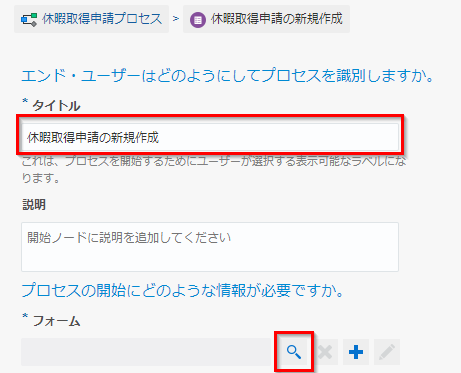 休暇取得申請プロセス > 休暇取得申請の新規作成
エンド・ユーザーはどのようにしてプロセスを識別しますか。
* タイトル
休暇取得申請の新規作成
これは、プロセスを開始するためにユーザーが選択する表示可能なラベルにな
ります。
説明
開始ノードに説明を追加してください
プロセスの開始にどのような情報が必要ですか。
* フォーム